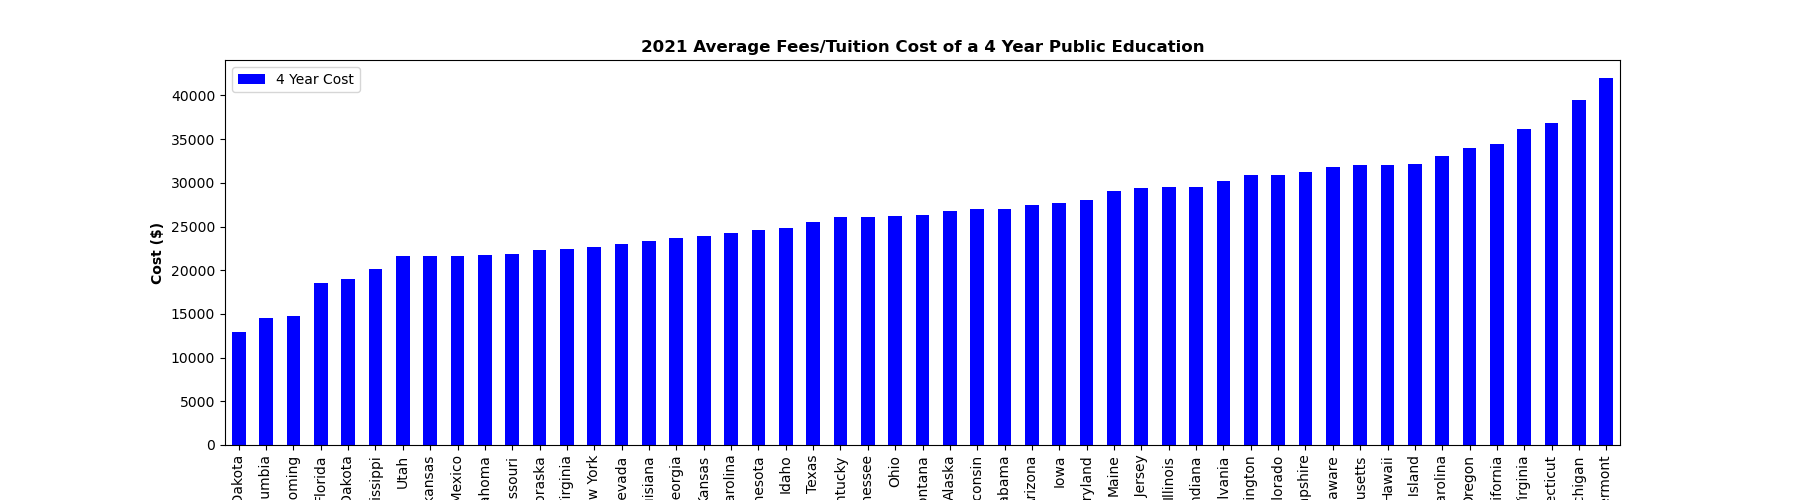 2021 Average Fees/Tuition Cost of a 4 Year Public Education
4 Year Cost
Cost ($)
40000
35000
30000
25000
20000
15000
10000
5000
0
Dakota
umbia
oming
Florida
Dakota
issippi
Utah
kansas
Mexico
ahoma
ssouri
braska
irginia
w York
evada
isiana
eorgia
Kansas
arolina
nesota
Idaho
Texas
ntucky
nessee
Ohio
ontana
Alaska
consin
abama
rizona
Iowa
ryland
Maine
Jersey
Illinois
ndiana
lvania
ington
lorado
pshire
aware
usetts
Hawaii
Island
arolina
Oregon
ifornia
irginia
ecticut
chigan
ermont